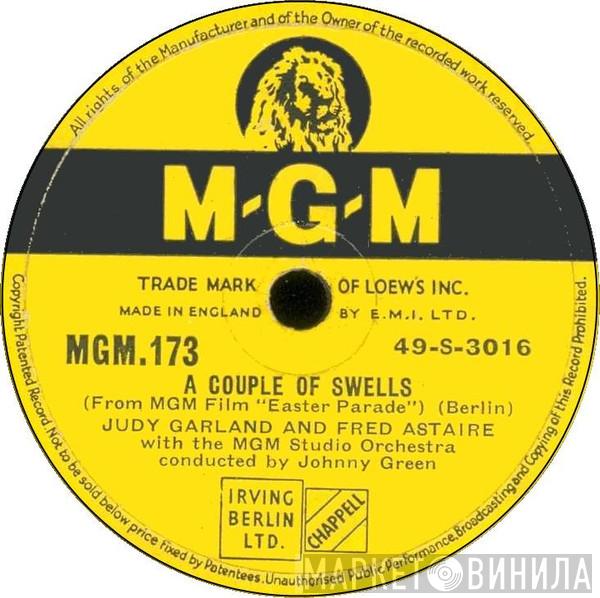 All rights of the Manufacturer and of the Owner of the recorded work reserved.
M-G-M
TRADE MARK OF LOEW'S INC.
MADE IN ENGLAND BY E.M.I. LTD.
MGM.173 49-S-3016
A COUPLE OF SWELLS
(From MGM Film "Easter Parade") (Berlin)
JUDY GARLAND AND FRED ASTAIRE
with the MGM Studio Orchestra
conducted by Johnny Green
IRVING
BERLIN
LTD.
CHAPPELL
Copyright Patented Record Not to be sold below price fixed by Patentees. Unauthorised Public Performance, Broadcasting and Copying of this Record Prohibited.
МАРКЕТ ВИНИЛА